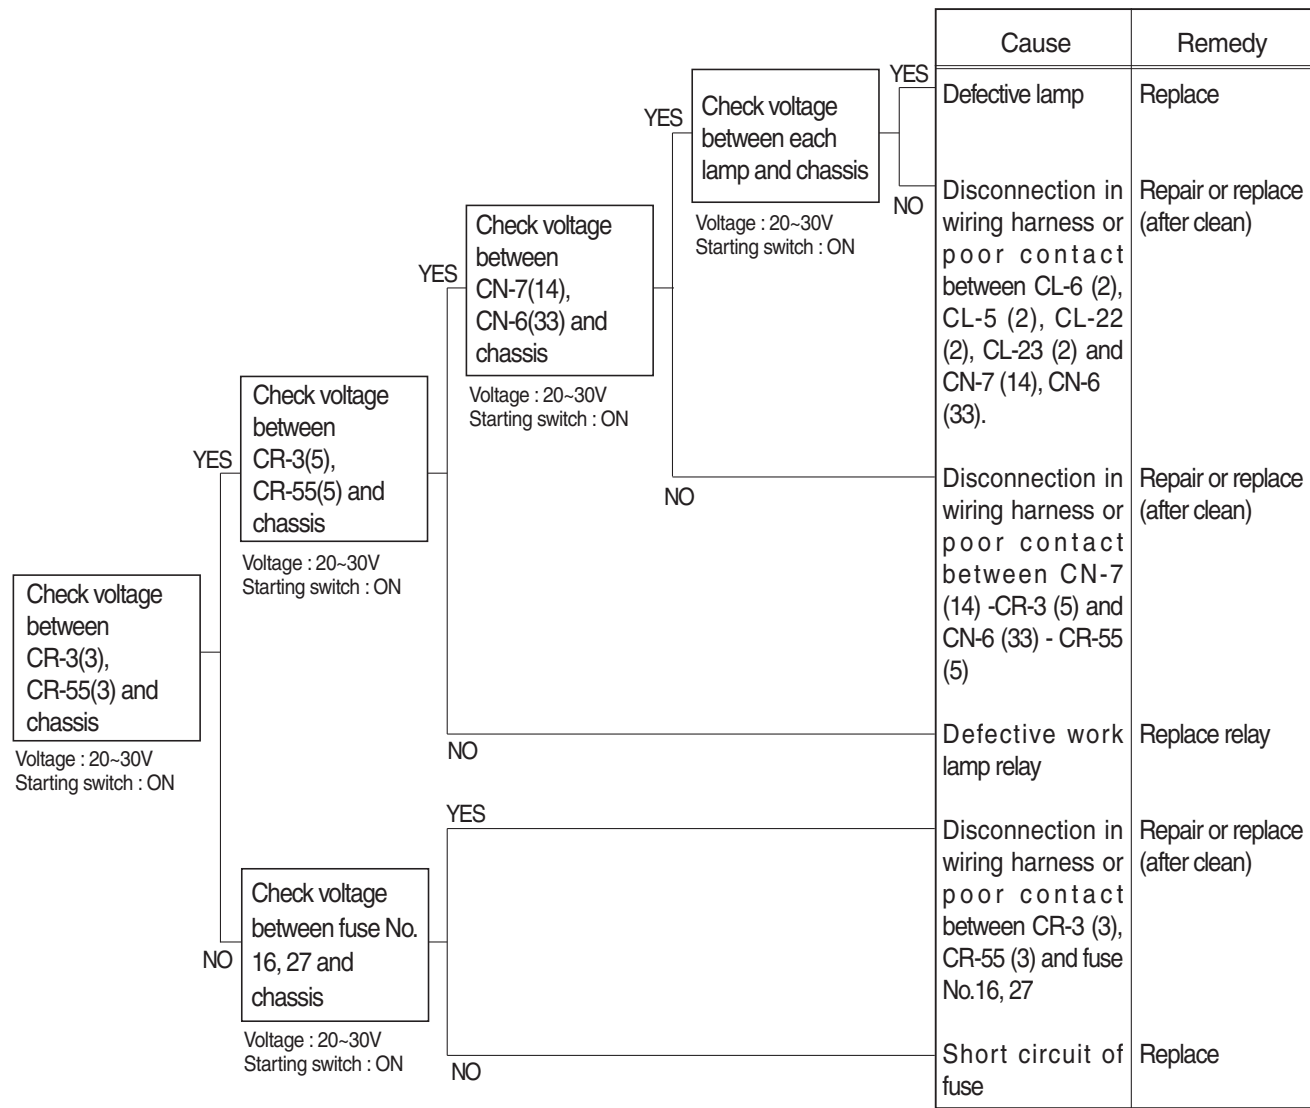 Cause
Remedy
YES
Defective lamp
Replace
Check voltage
between each
lamp and chassis
YES
NO
Voltage : 20~30V
Starting switch : ON
Disconnection in
wiring harness or
poor contact
between CL-6 (2),
CL-5 (2), CL-22
(2), CL-23 (2) and
CN-7 (14), CN-6
(33).
Repair or replace
(after clean)
Check voltage
between
CN-7(14),
CN-6(33) and
chassis
YES
Voltage : 20~30V
Starting switch : ON
NO
Disconnection in
wiring harness or
poor contact
between CN-7
(14) -CR-3 (5) and
CN-6 (33) - CR-55
(5)
Repair or replace
(after clean)
YES
Check voltage
between
CR-3(5),
CR-55(5) and
chassis
Voltage : 20~30V
Starting switch : ON
Check voltage
between
CR-3(3),
CR-55(3) and
chassis
Voltage : 20~30V
Starting switch : ON
NO
Defective work
lamp relay
Replace relay
YES
Disconnection in
wiring harness or
poor contact
between CR-3 (3),
CR-55 (3) and fuse
No.16, 27
Repair or replace
(after clean)
NO
Check voltage
between fuse No.
16, 27 and
chassis
Voltage : 20~30V
Starting switch : ON
NO
Short circuit of
fuse
Replace